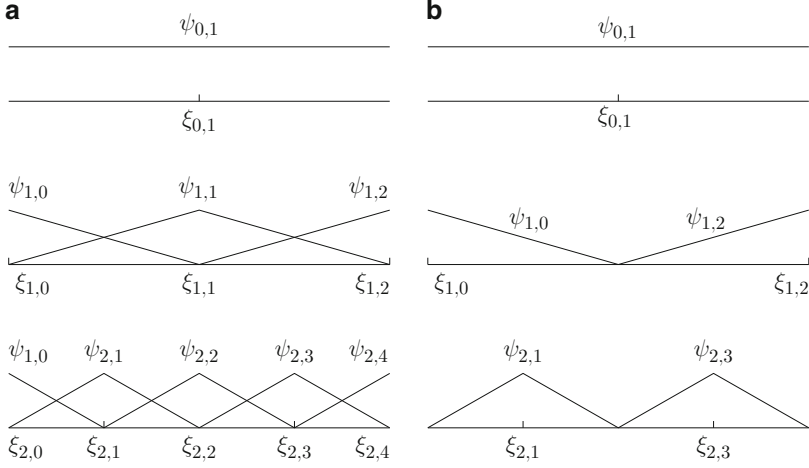 a
ψ0,1
ξ0,1
ψ1,0 ψ1,1 ψ1,2
ξ1,0 ξ1,1 ξ1,2
ψ1,0 ψ2,1 ψ2,2 ψ2,3 ψ2,4
ξ2,0 ξ2,1 ξ2,2 ξ2,3 ξ2,4
b
ψ0,1
ξ0,1
ψ1,0 ψ1,2
ξ1,0 ξ1,2
ψ2,1 ψ2,3
ξ2,1 ξ2,3